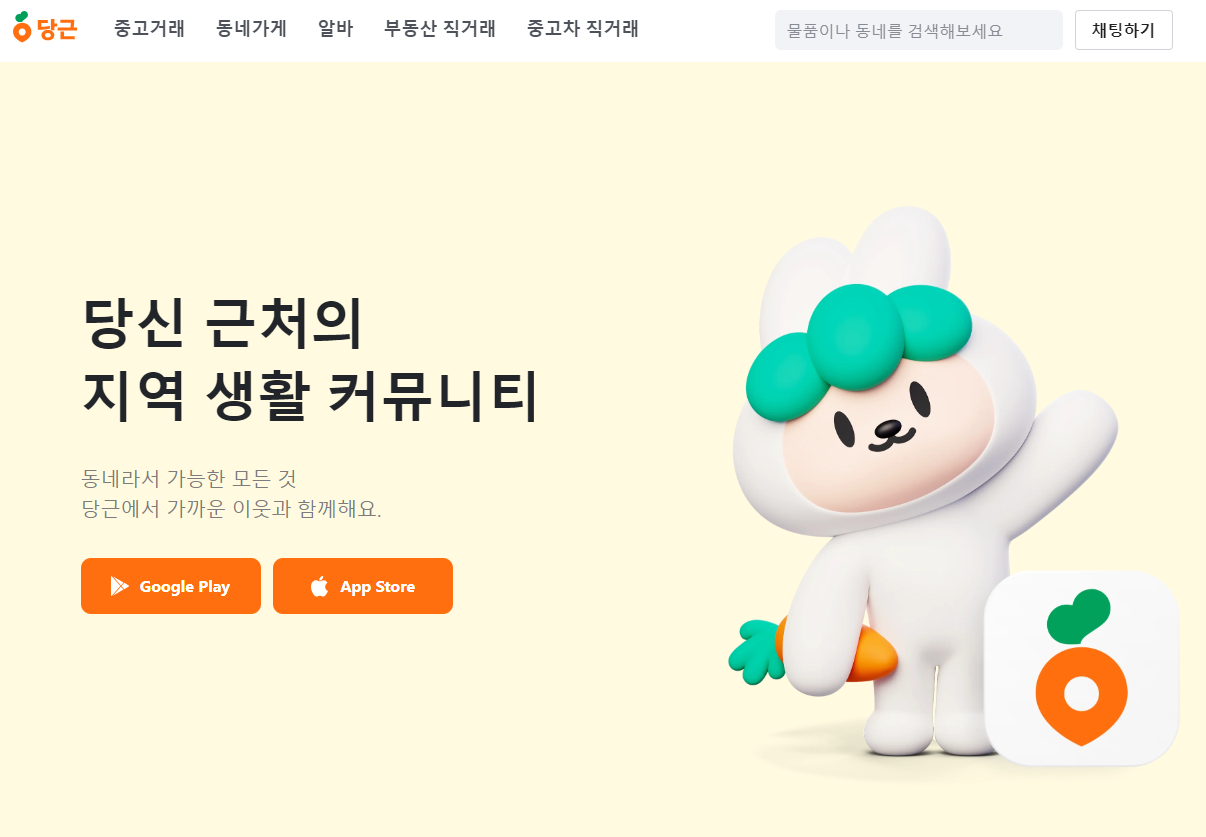 당근
중고거래
동네가게
알바
부동산 직거래
중고차 직거래
물품이나 동네를 검색해보세요
채팅하기
당신 근처의
지역 생활 커뮤니티
동네라서 가능한 모든 것
당근에서 가까운 이웃과 함께해요.
Google Play
App Store